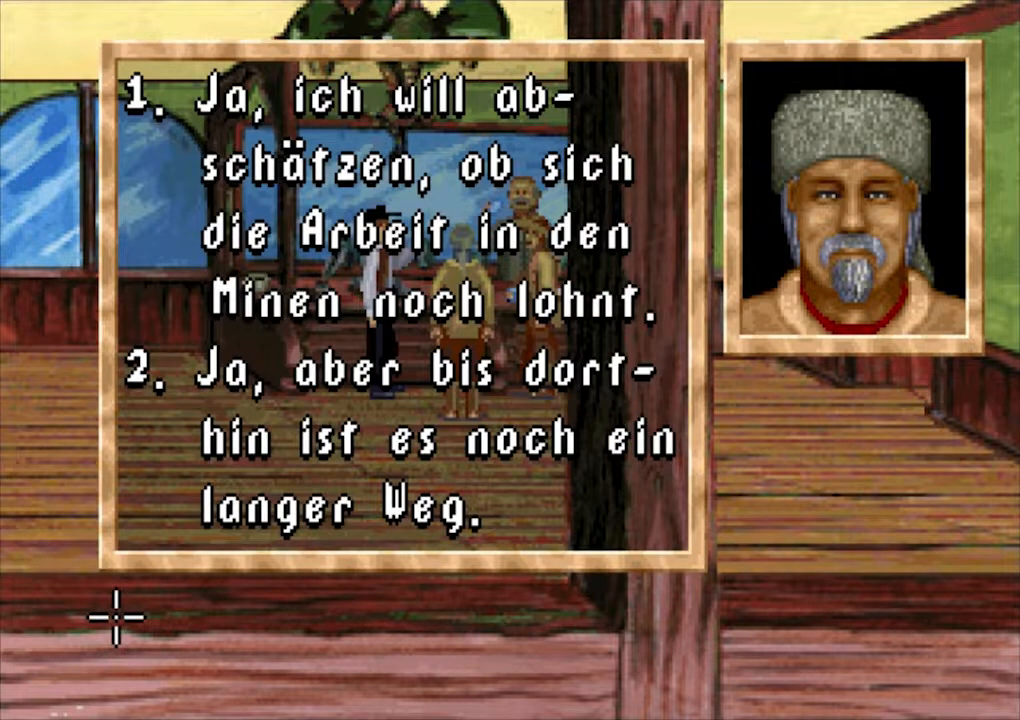 1. Ja, ich will ab-
schätzen, ob sich
die Arbeit in den
Minen noch lohnt.
2. Ja, aber bis dort-
hin ist es noch ein
langer Weg.